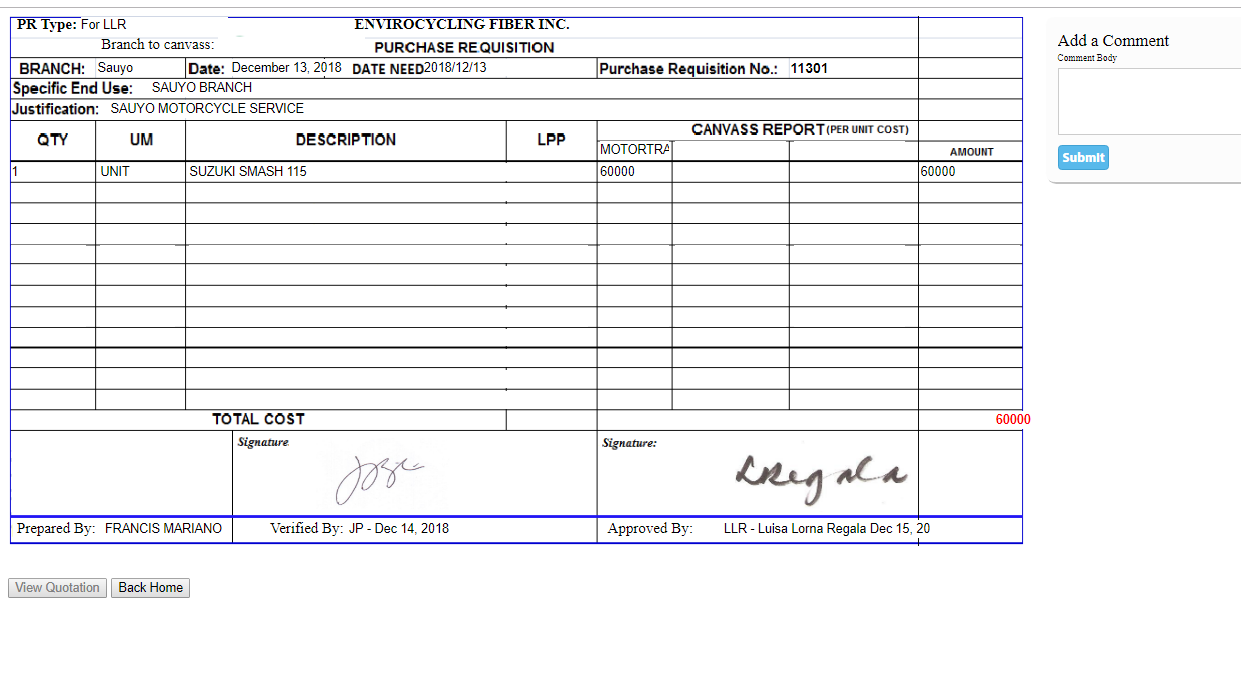 PR Type: For LLR ENVIROCYCLING FIBER INC.
Branch to canvass: PURCHASE REQUISITION
BRANCH: Sauyo Date: December 13, 2018 DATE NEED 2018/12/13 Purchase Requisition No.: 11301
Specific End Use: SAUYO BRANCH
Justification: SAUYO MOTORCYCLE SERVICE
QTY UM DESCRIPTION LPP CANVASS REPORT (PER UNIT COST)
MOTORTRA AMOUNT
1 UNIT SUZUKI SMASH 115 60000 60000
TOTAL COST 60000
Signature Signature:
LRegala
Prepared By: FRANCIS MARIANO Verified By: JP - Dec 14, 2018 Approved By: LLR - Luisa Lorna Regala Dec 15, 20
View Quotation Back Home
Add a Comment
Comment Body
Submit